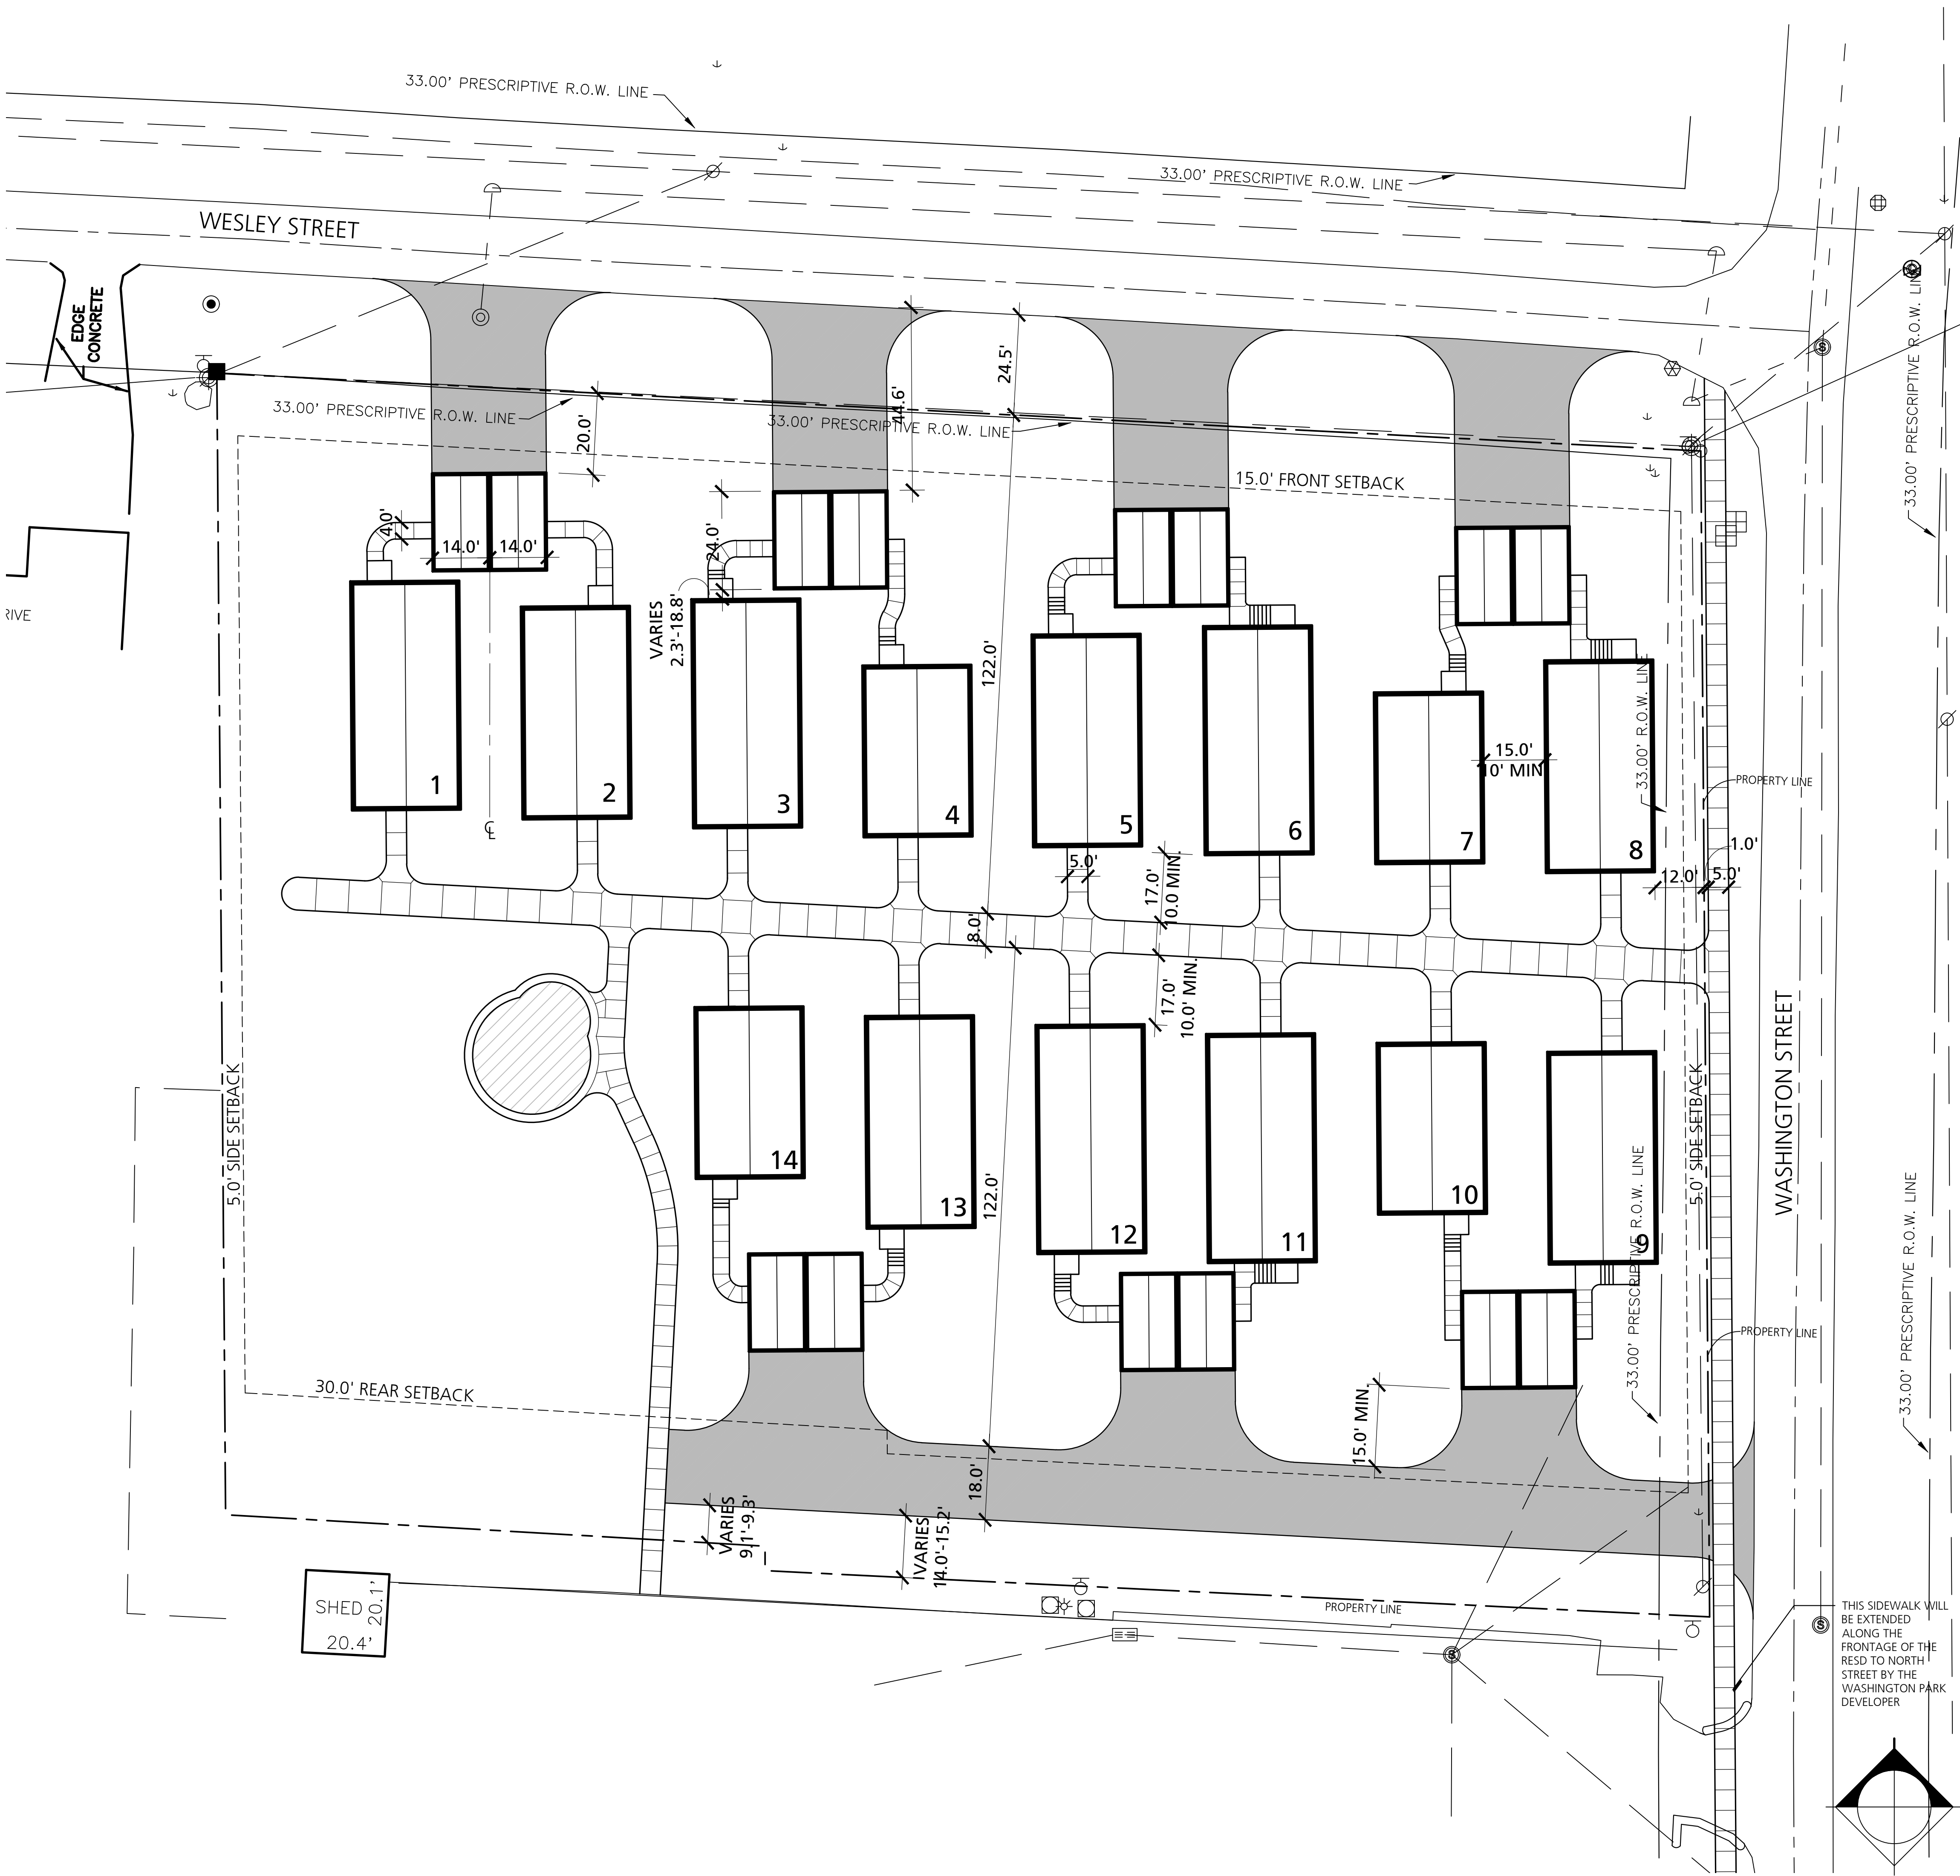 33.00' PRESCRIPTIVE R.O.W. LINE
33.00' PRESCRIPTIVE R.O.W. LINE
WESLEY STREET
EDGE
CONCRETE
33.00' PRESCRIPTIVE R.O.W. LINE
20.0'
33.00' PRESCRIPTIVE R.O.W. LINE
44.6'
24.5'
15.0' FRONT SETBACK
33.00' PRESCRIPTIVE R.O.W. LINE
4.0'
14.0'
14.0'
24.0'
VARIES
2.3'-18.8'
122.0'
33.00' R.O.W. LINE
15.0'
10' MIN
PROPERTY LINE
1
2
3
4
5
6
7
8
1.0'
5.0'
17.0'
10.0 MIN.
12.0'
5.0'
8.0'
17.0'
10.0' MIN.
5.0' SIDE SETBACK
5.0' SIDE SETBACK
WASHINGTON STREET
14
13
12
11
10
9
122.0'
33.00' PRESCRIPTIVE R.O.W. LINE
33.00' PRESCRIPTIVE R.O.W. LINE
PROPERTY LINE
30.0' REAR SETBACK
15.0' MIN.
18.0'
VARIES
9.1'-9.3'
VARIES
14.0'-15.2'
SHED
20.1'
20.4'
PROPERTY LINE
THIS SIDEWALK WILL
BE EXTENDED
ALONG THE
FRONTAGE OF THE
RESD TO NORTH
STREET BY THE
WASHINGTON PARK
DEVELOPER